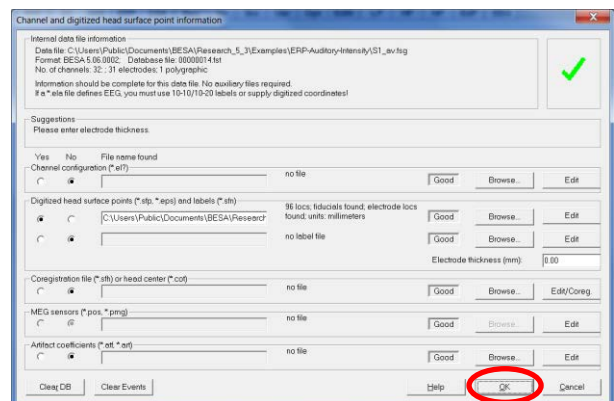 Channel and digitized head surface point information
Internal data file information
Data file: C:\Users\Public\Documents\BESA\Research_5_3\Examples\ERP-Auditory-Intensity\S1_av.fsg
Format: BESA 5.06.0002; Database file: 00000014.fst
No. of channels: 32 ; 31 electrodes; 1 polygraphic
Information should be complete for this data file. No auxiliary files required.
If a *.ela file defines EEG, you must use 10-10/10-20 labels or supply digitized coordinates!
Suggestions
Please enter electrode thickness.
Yes No File name found
Channel configuration (*.el?)
no file Good Browse... Edit
Digitized head surface points (*.sfp, *.eps) and labels (*.sfn)
C:\Users\Public\Documents\BESA\Research 96 locs; fiducials found; electrode locs found; units: millimeters Good Browse... Edit
no label file Good Browse... Edit
Electrode thickness (mm): 0.00
Coregistration file (*.sfh) or head center (*.cot)
no file Good Browse... Edit/Coreg.
MEG sensors (*.pos, *.pmg)
no file Good Browse... Edit
Artifact coefficients (*.atf, *.art)
no file Good Browse... Edit
Clear DB Clear Events Help OK Cancel